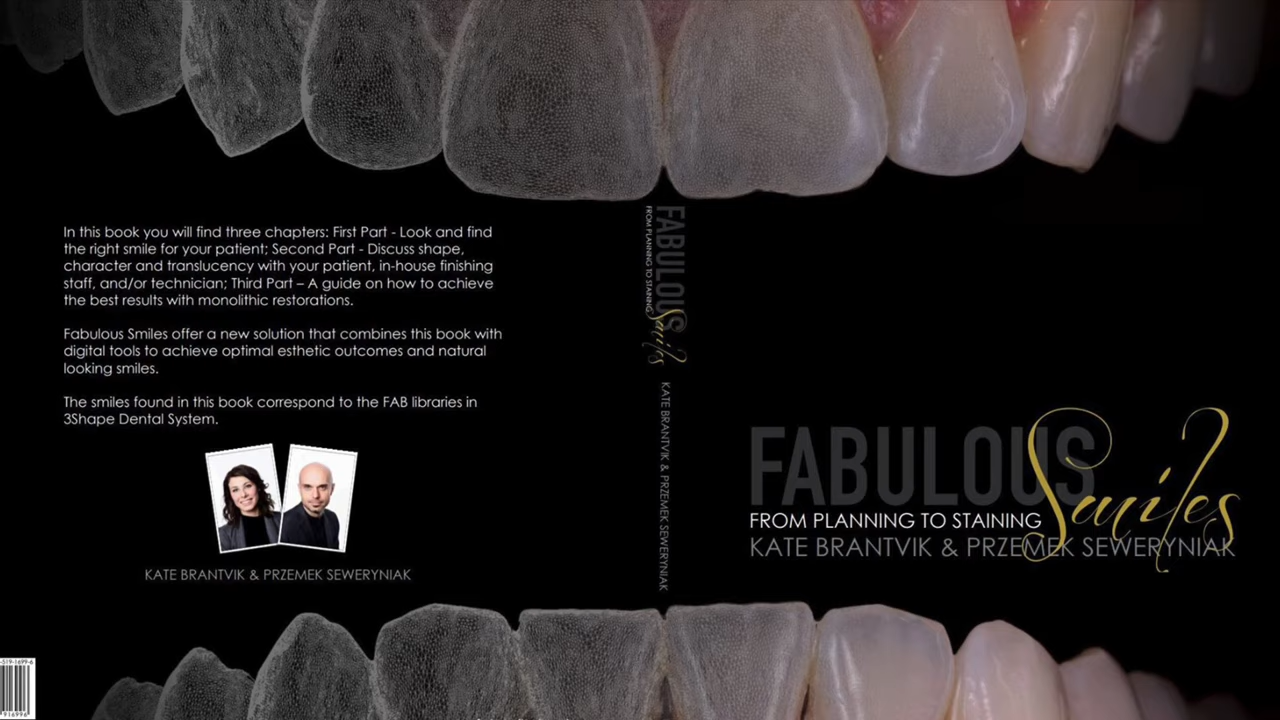 In this book you will find three chapters: First Part - Look and find
the right smile for your patient; Second Part - Discuss shape,
character and translucency with your patient, in-house finishing
staff, and/or technician; Third Part – A guide on how to achieve
the best results with monolithic restorations.
Fabulous Smiles offer a new solution that combines this book with
digital tools to achieve optimal esthetic outcomes and natural
looking smiles.
The smiles found in this book correspond to the FAB libraries in
3Shape Dental System.
KATE BRANTVIK & PRZEMEK SEWERYNIAK
-519-1699-6
916996
FABULOUS
Smiles
FROM PLANNING TO STAINING
KATE BRANTVIK & PRZEMEK SEWERYNIAK
FABULOUS
Smiles
FROM PLANNING TO STAINING
KATE BRANTVIK & PRZEMEK SEWERYNIAK